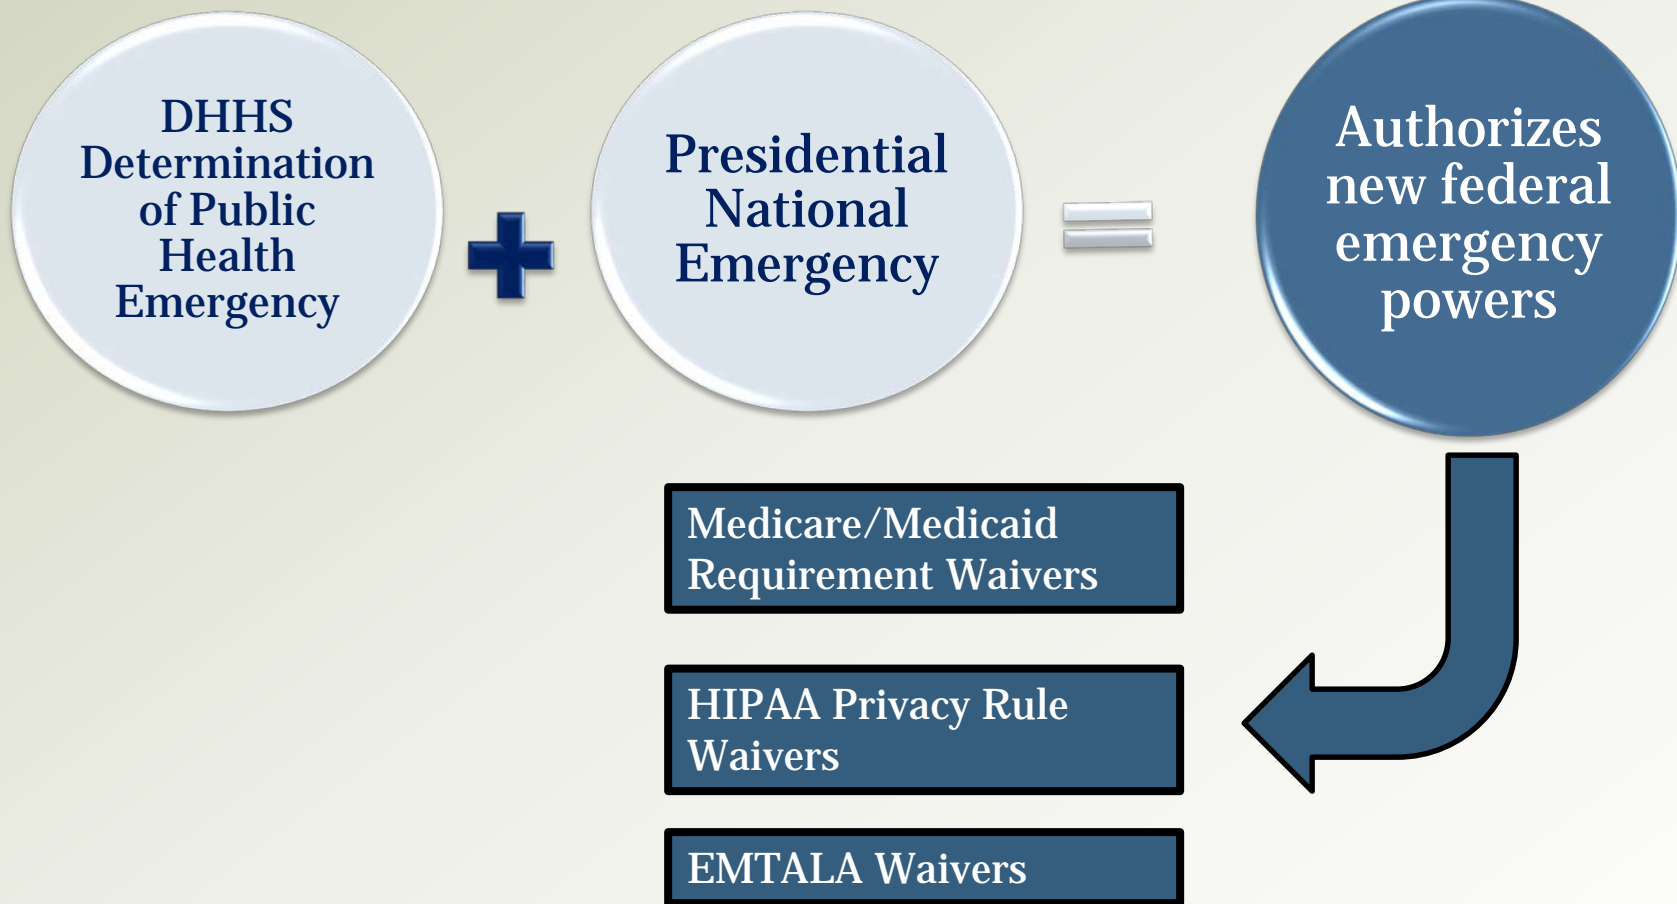 DHHS
Determination
of Public
Health
Emergency
Presidential
National
Emergency
Authorizes
new federal
emergency
powers
Medicare/Medicaid
Requirement Waivers
HIPAA Privacy Rule
Waivers
EMTALA Waivers